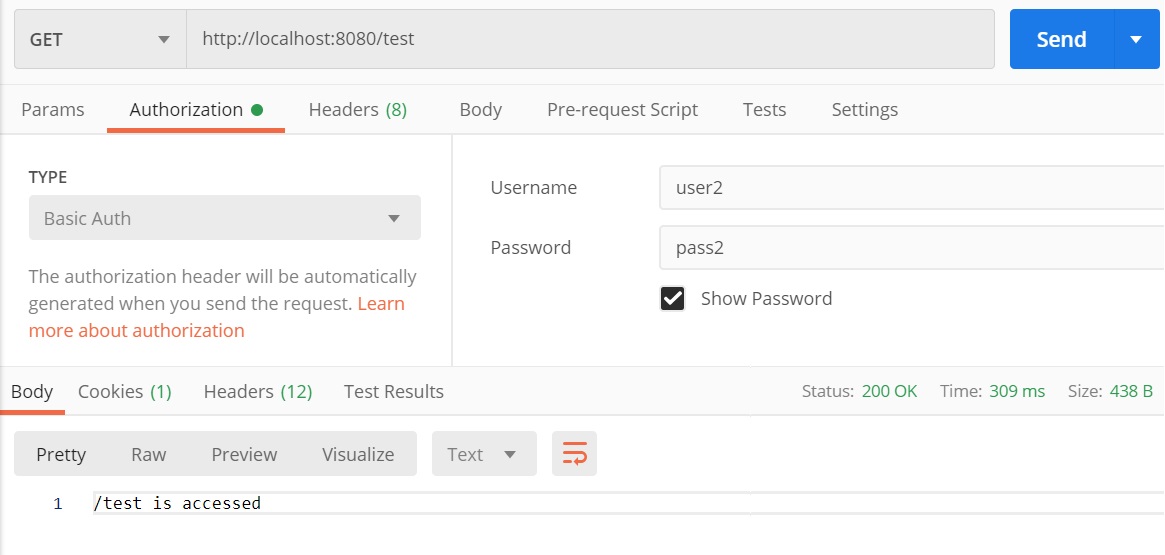 GET http://localhost:8080/test Send
Params Authorization Headers (8) Body Pre-request Script Tests Settings
TYPE
Basic Auth
The authorization header will be automatically
generated when you send the request. Learn
more about authorization
Username user2
Password pass2
Show Password
Body Cookies (1) Headers (12) Test Results Status: 200 OK Time: 309 ms Size: 438 B
Pretty Raw Preview Visualize Text
1 /test is accessed